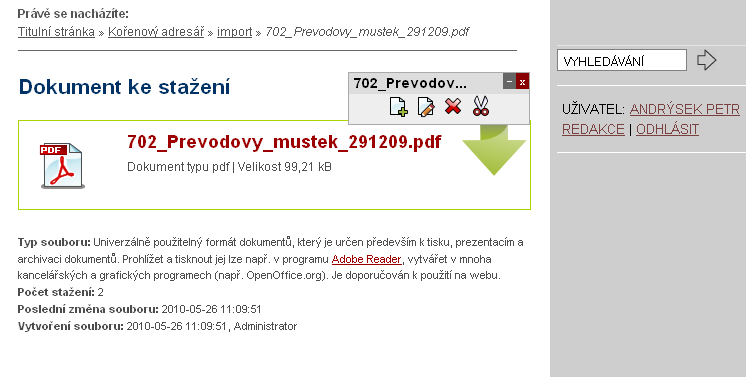 Právě se nacházíte:
Titulní stránka » Kořenový adresář » import » 702_Prevodovy_mustek_291209.pdf
Dokument ke stažení
702_Prevodov...
PDF
702_Prevodovy_mustek_291209.pdf
Dokument typu pdf | Velikost 99,21 kB
Typ souboru: Univerzálně použitelný formát dokumentů, který je určen především k tisku, prezentacím a
archivaci dokumentů. Prohlížet a tisknout jej lze např. v programu Adobe Reader, vytvářet v mnoha
kancelářských a grafických programech (např. OpenOffice.org). Je doporučován k použití na webu.
Počet stažení: 2
Poslední změna souboru: 2010-05-26 11:09:51
Vytvoření souboru: 2010-05-26 11:09:51, Administrator
VYHLEDÁVÁNÍ
UŽIVATEL: ANDRÝSEK PETR
REDAKCE | ODHLÁSIT